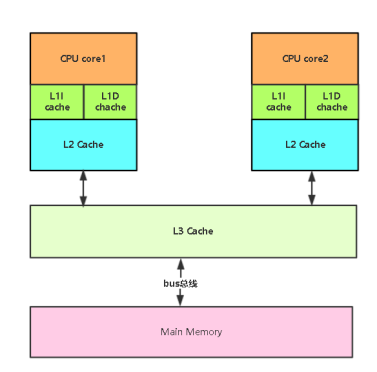 CPU core1
CPU core2
L1I
cache
L1D
chache
L1I
cache
L1D
chache
L2 Cache
L2 Cache
L3 Cache
bus总线
Main Memory